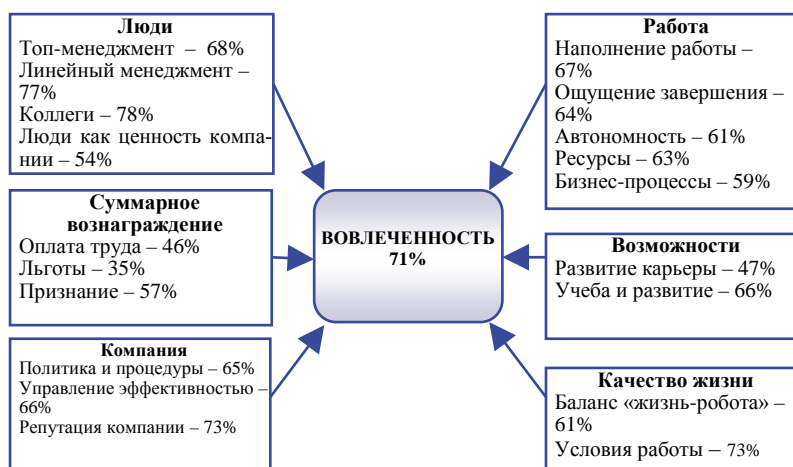 Люди
Топ-менеджмент – 68%
Линейный менеджмент –
77%
Коллеги – 78%
Люди как ценность компа-
нии – 54%
Суммарное
вознаграждение
Оплата труда – 46%
Льготы – 35%
Признание – 57%
Компания
Политика и процедуры – 65%
Управление эффективностью –
66%
Репутация компании – 73%
ВОВЛЕЧЕННОСТЬ
71%
Работа
Наполнение работы –
67%
Ощущение завершения –
64%
Автономность – 61%
Ресурсы – 63%
Бизнес-процессы – 59%
Возможности
Развитие карьеры – 47%
Учеба и развитие – 66%
Качество жизни
Баланс «жизнь-робота» –
61%
Условия работы – 73%